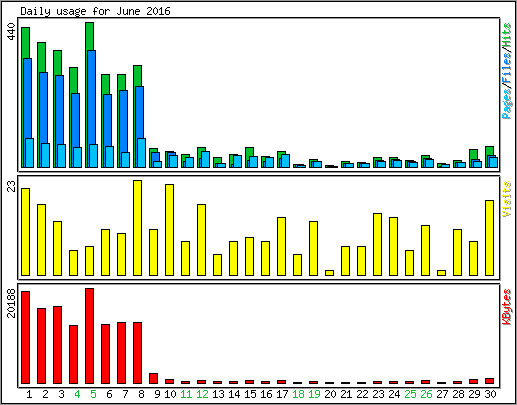 Daily usage for June 2016
440
Pages/Files/Hits
23
Visits
20188
KBytes
1 2 3 4 5 6 7 8 9 10 11 12 13 14 15 16 17 18 19 20 21 22 23 24 25 26 27 28 29 30